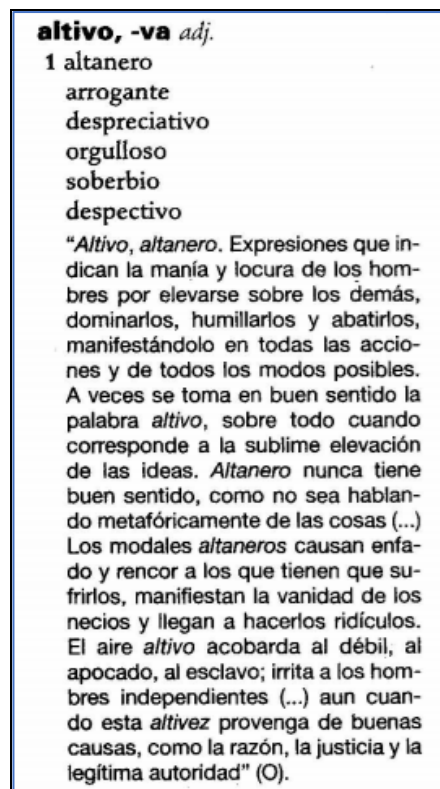 altivo, -va adj.
1 altanero
arrogante
despreciativo
orgulloso
soberbio
despectivo
"Altivo, altanero. Expresiones que in-
dican la manía y locura de los hom-
bres por elevarse sobre los demás,
dominarlos, humillarlos y abatirlos,
manifestándolo en todas las accio-
nes y de todos los modos posibles.
A veces se toma en buen sentido la
palabra altivo, sobre todo cuando
corresponde a la sublime elevación
de las ideas. Altanero nunca tiene
buen sentido, como no sea hablan-
do metafóricamente de las cosas (...)
Los modales altaneros causan enfa-
do y rencor a los que tienen que su-
frirlos, manifiestan la vanidad de los
necios y llegan a hacerlos ridículos.
El aire altivo acobarda al débil, al
apocado, al esclavo; irrita a los hom-
bres independientes (...) aun cuan-
do esta altivez provenga de buenas
causas, como la razón, la justicia y la
legítima autoridad" (O).